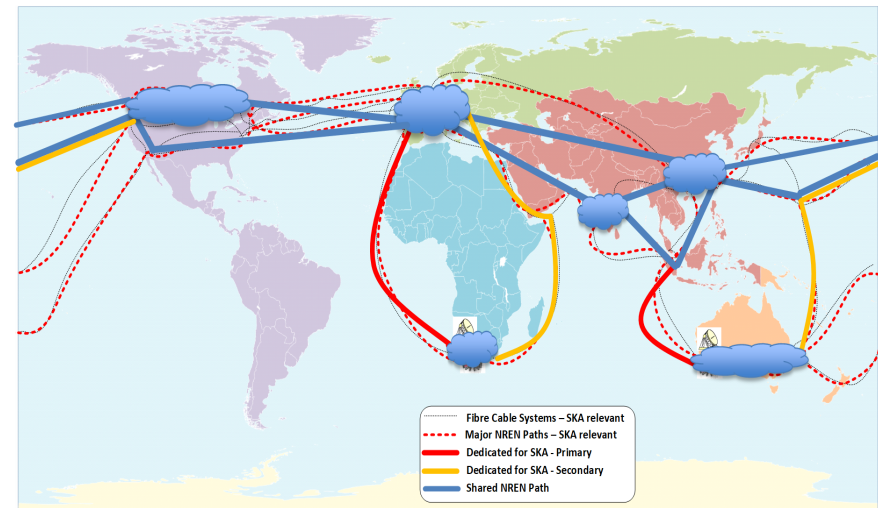 Fibre Cable Systems – SKA relevant
Major NREN Paths – SKA relevant
Dedicated for SKA - Primary
Dedicated for SKA - Secondary
Shared NREN Path